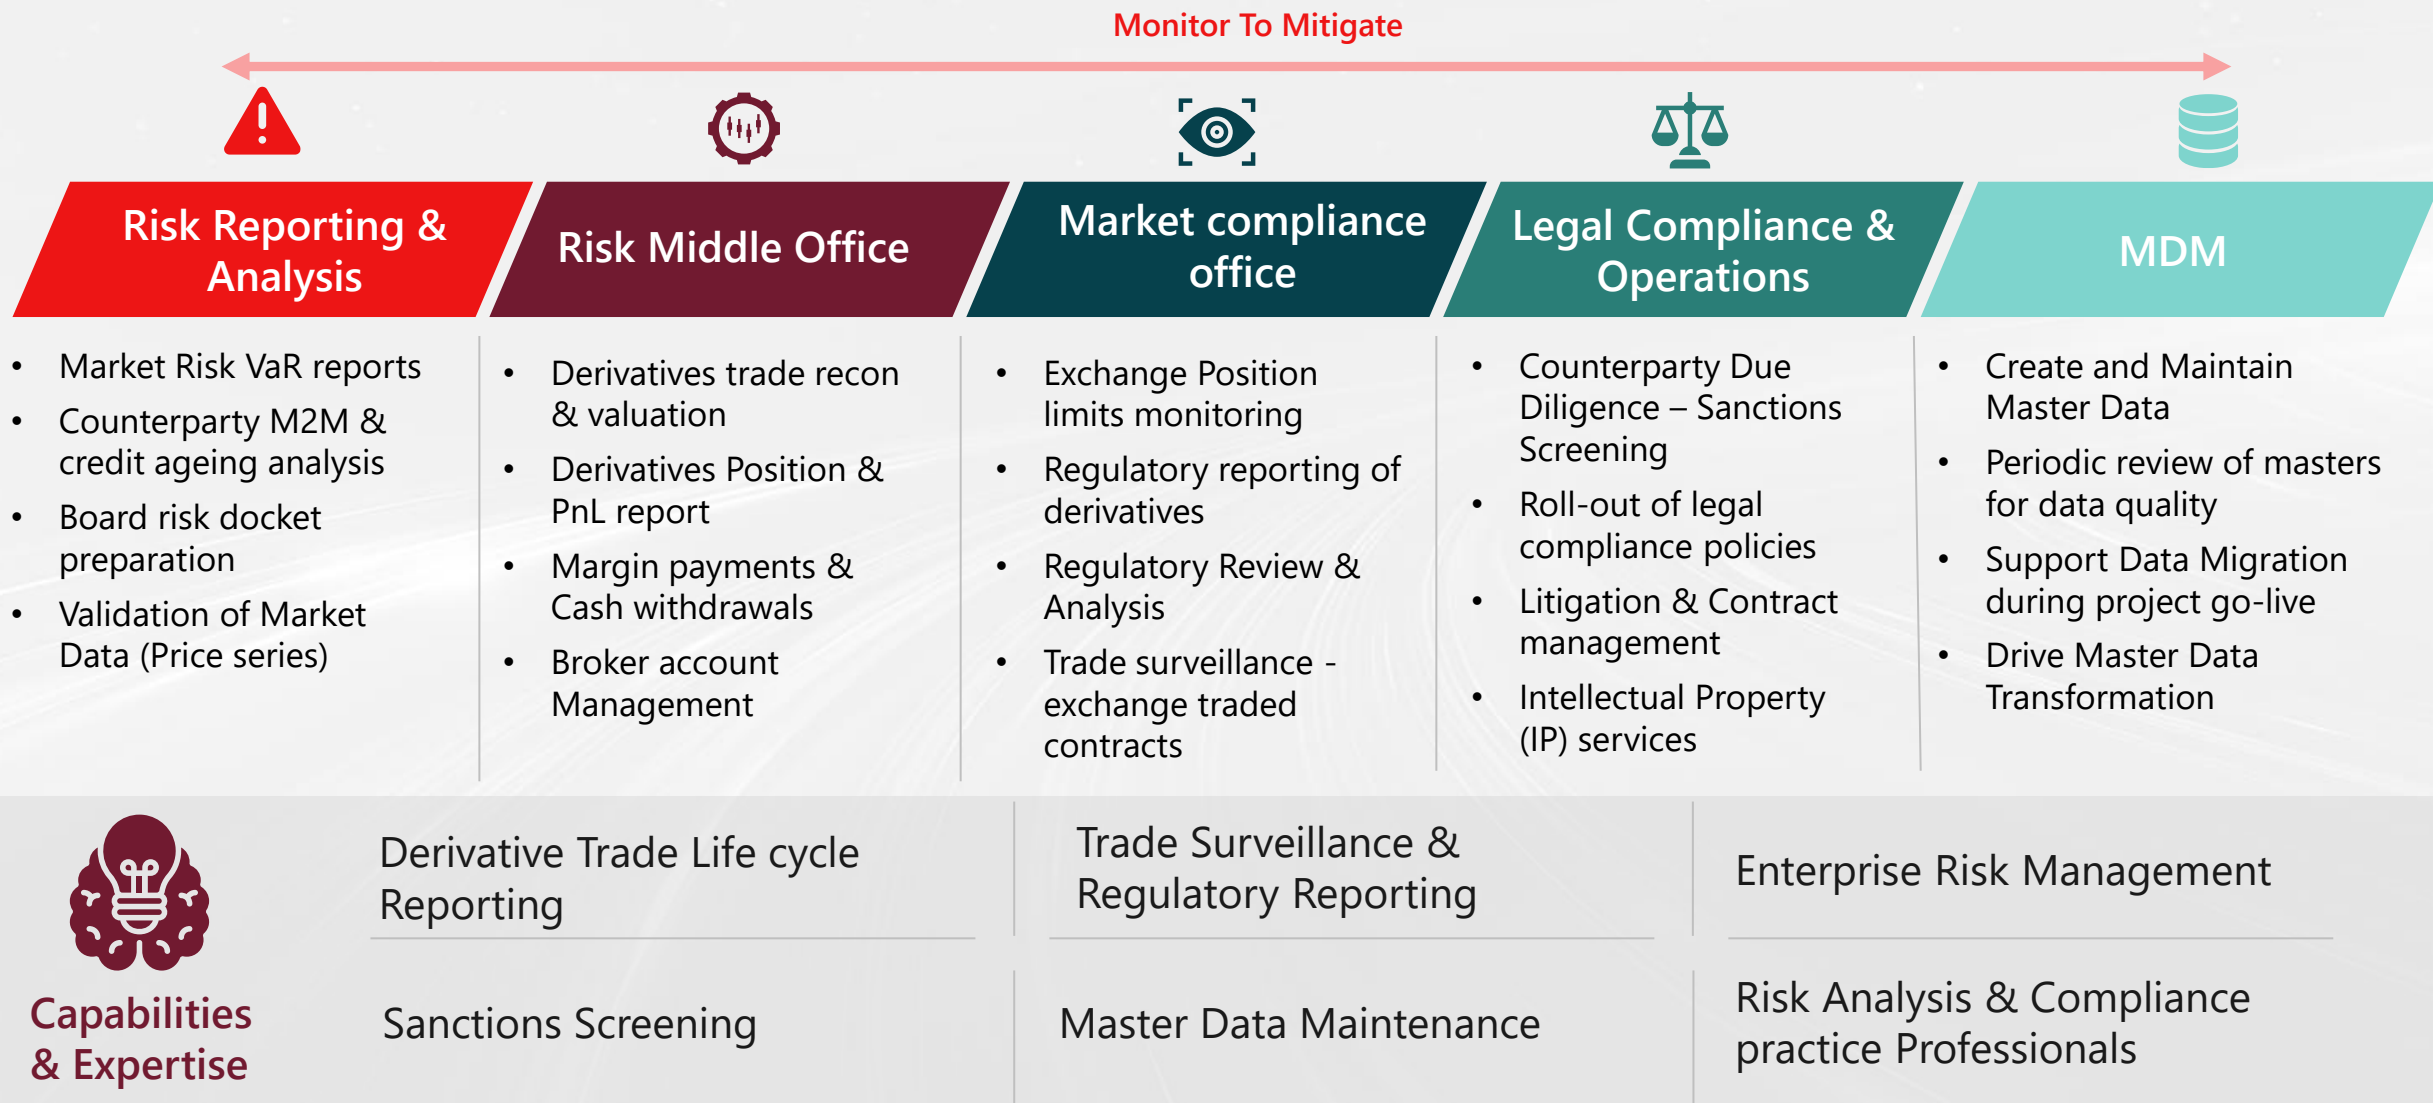 Monitor To Mitigate
Risk Reporting &
Analysis
Risk Middle Office
Market compliance
office
Legal Compliance &
Operations
MDM
• Market Risk VaR reports
• Counterparty M2M &
credit ageing analysis
• Board risk docket
preparation
• Validation of Market
Data (Price series)
• Derivatives trade recon
& valuation
• Derivatives Position &
PnL report
• Margin payments &
Cash withdrawals
• Broker account
Management
• Exchange Position
limits monitoring
• Regulatory reporting of
derivatives
• Regulatory Review &
Analysis
• Trade surveillance -
exchange traded
contracts
• Counterparty Due
Diligence – Sanctions
Screening
• Roll-out of legal
compliance policies
• Litigation & Contract
management
• Intellectual Property
(IP) services
• Create and Maintain
Master Data
• Periodic review of masters
for data quality
• Support Data Migration
during project go-live
• Drive Master Data
Transformation
Capabilities
& Expertise
Derivative Trade Life cycle
Reporting
Trade Surveillance &
Regulatory Reporting
Enterprise Risk Management
Sanctions Screening
Master Data Maintenance
Risk Analysis & Compliance
practice Professionals